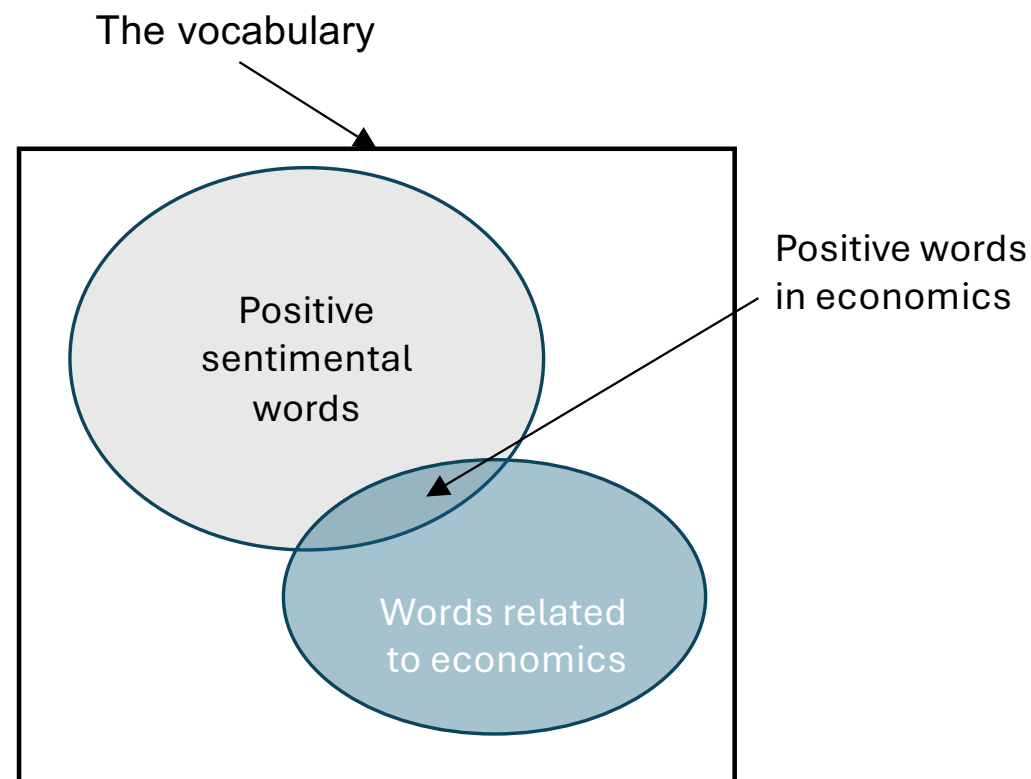 The vocabulary
Positive
sentimental
words
Positive words
in economics
Words related
to economics